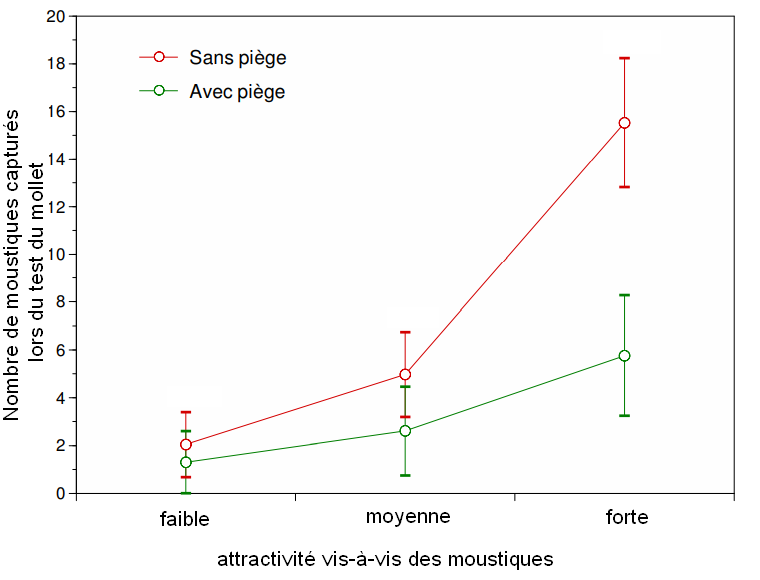 20
18
16
14
12
10
8
6
4
2
0
Sans piège
Avec piège
Nombre de moustiques capturés
lors du test du mollet
faible
moyenne
forte
attractivité vis-à-vis des moustiques